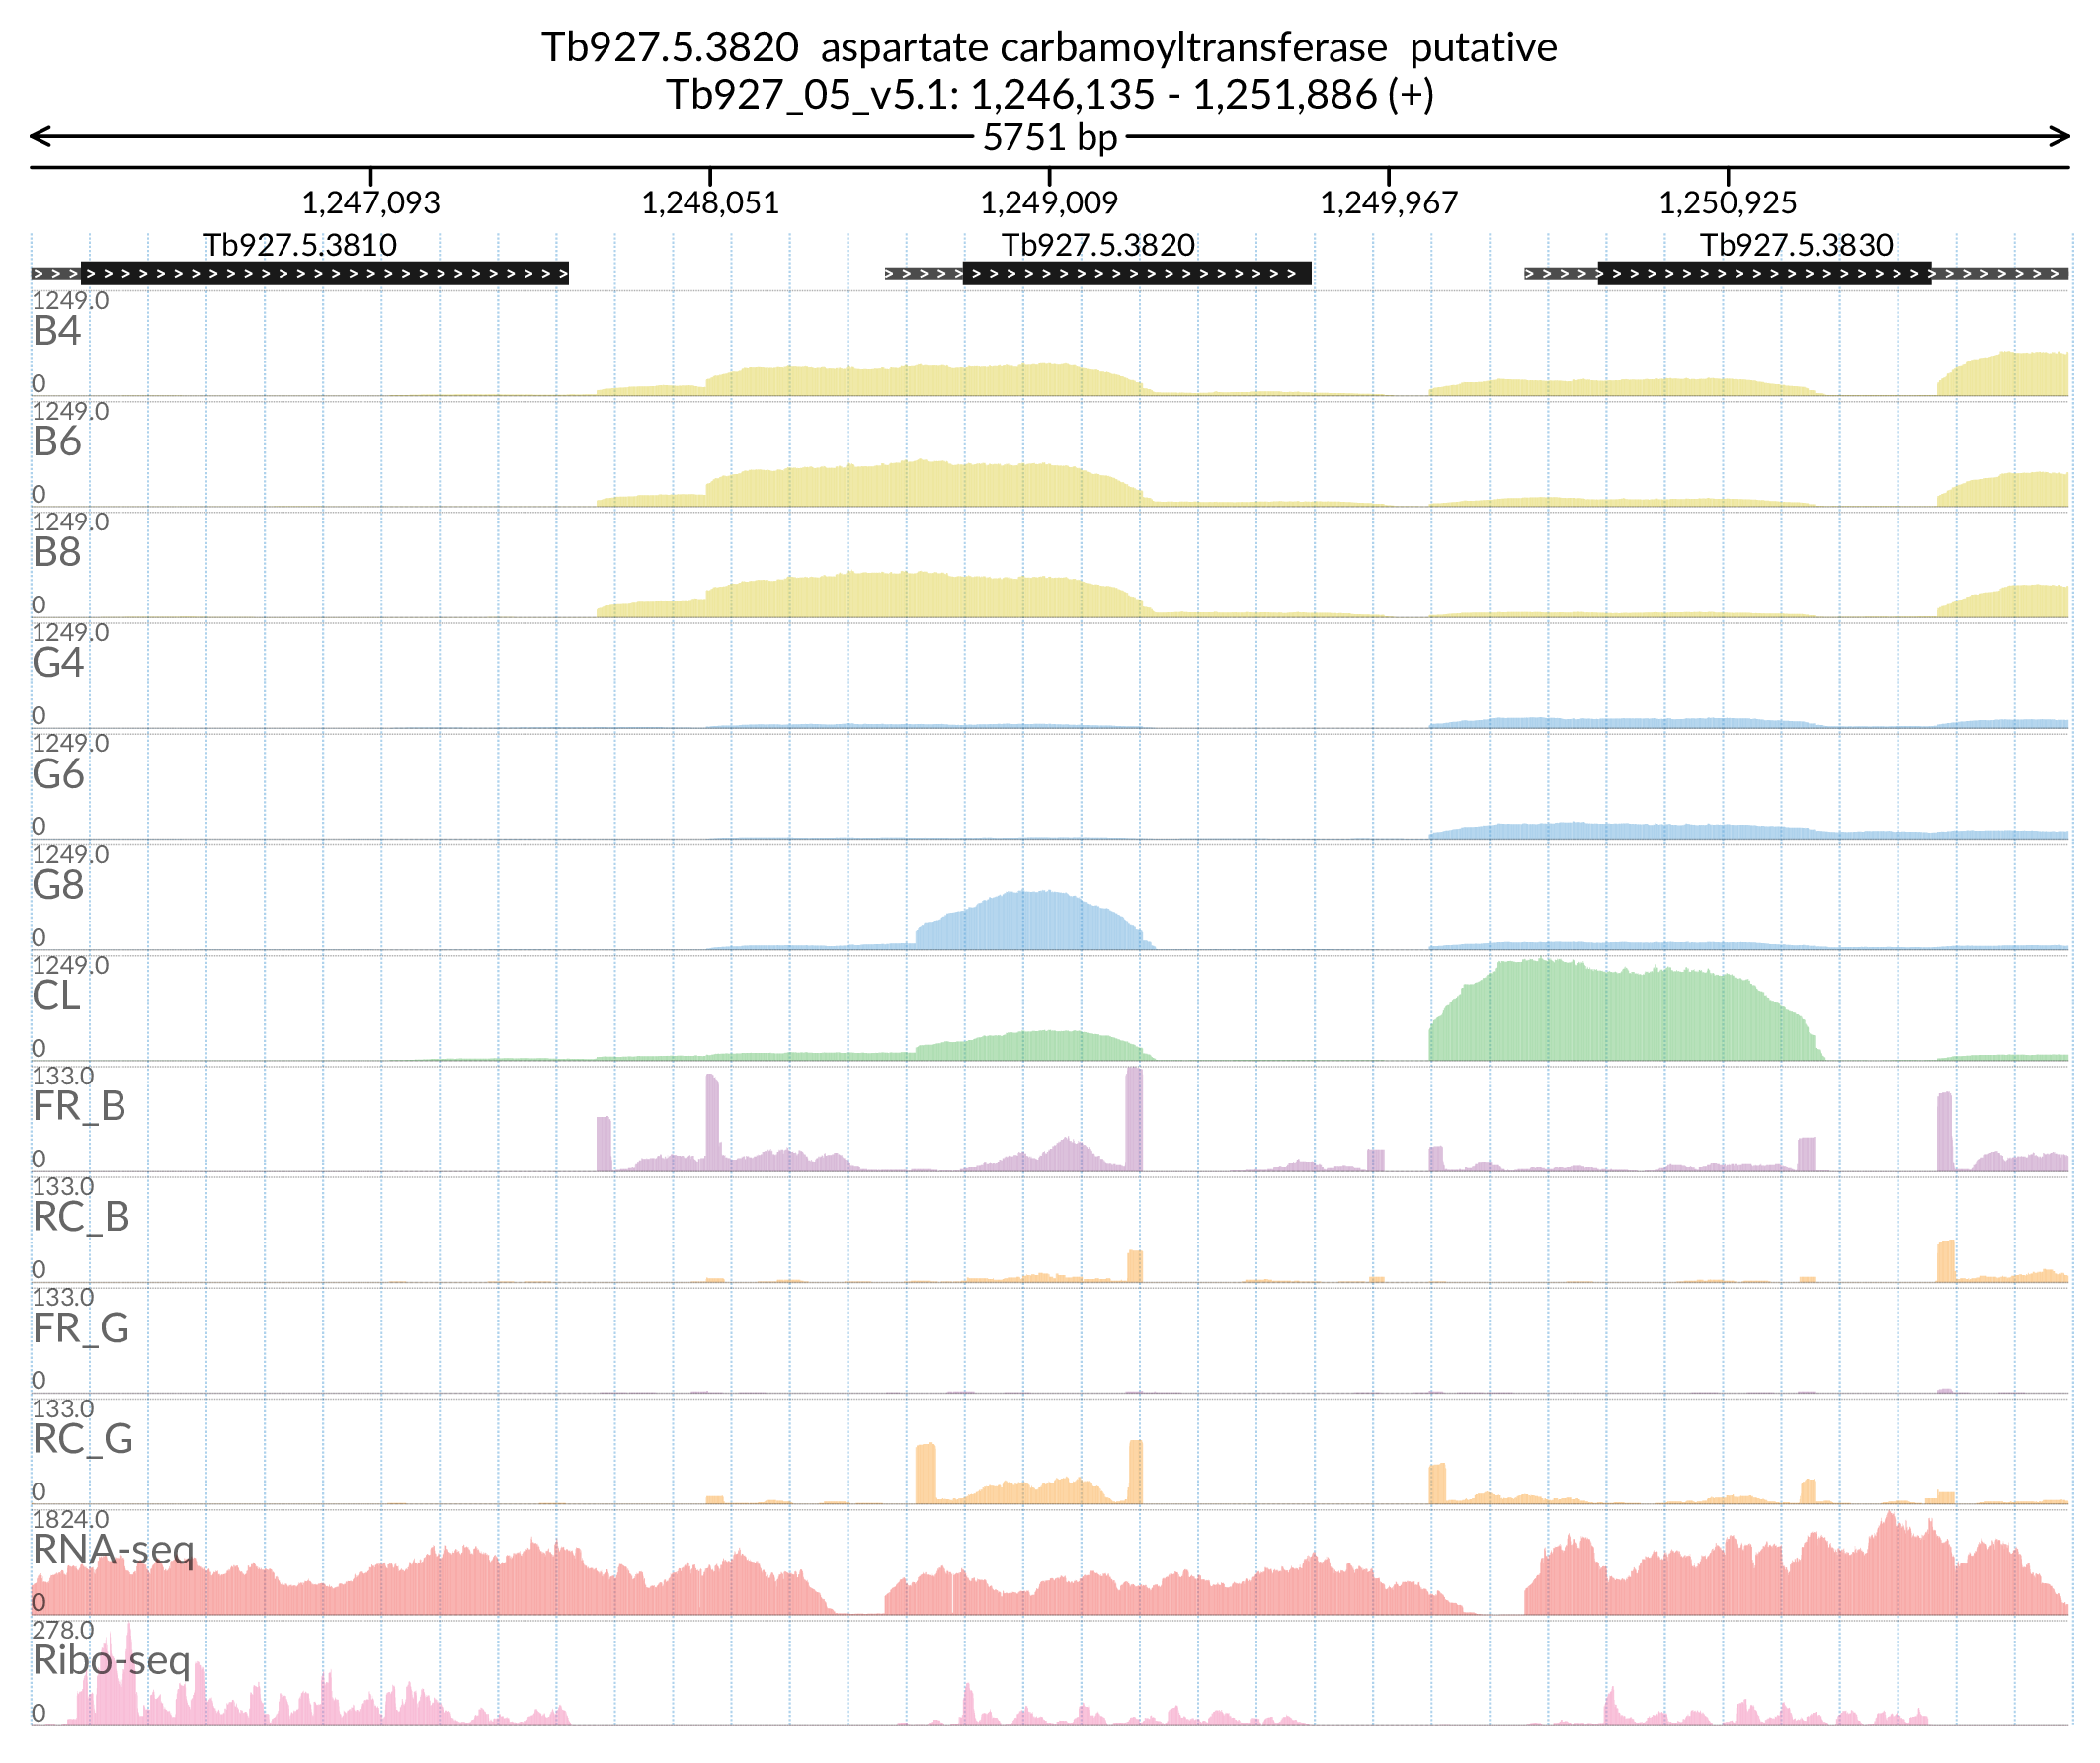 Tb927.5.3820 aspartate carbamoyltransferase putative
Tb927_05_v5.1: 1,246,135 - 1,251,886 (+)
5751 bp
1,247,093 1,248,051 1,249,009 1,249,967 1,250,925
Tb927.5.3810 Tb927.5.3820 Tb927.5.3830
1249.0
B4
0
1249.0
B6
0
1249.0
B8
0
1249.0
G4
0
1249.0
G6
0
1249.0
G8
0
1249.0
CL
0
133.0
FR_B
0
133.0
RC_B
0
133.0
FR_G
0
133.0
RC_G
0
1824.0
RNA-seq
0
278.0
Ribo-seq
0